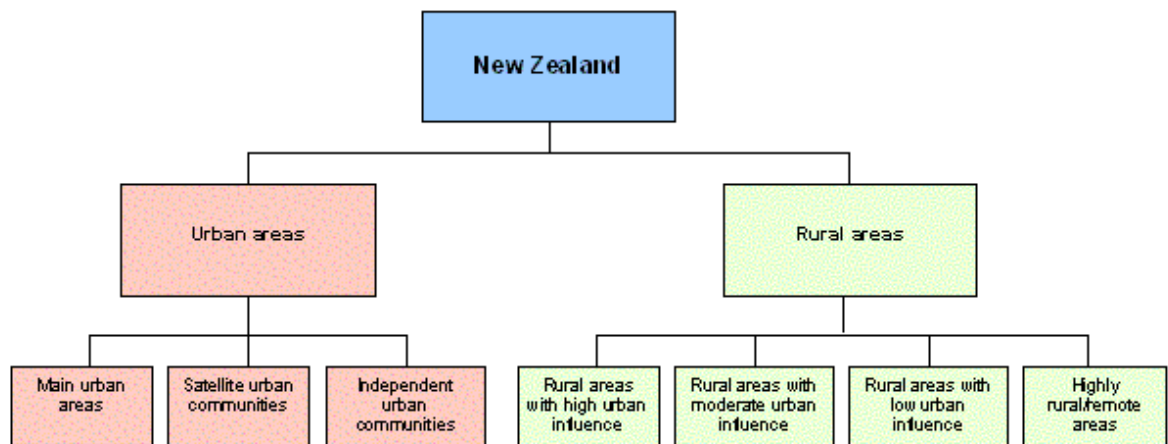 New Zealand
Urban areas
Rural areas
Main urban
areas
Satellite urban
communities
Independent
urban
communities
Rural areas
with high urban
influence
Rural areas with
moderate urban
influence
Rural areas with
low urban
influence
Highly
rural/remote
areas